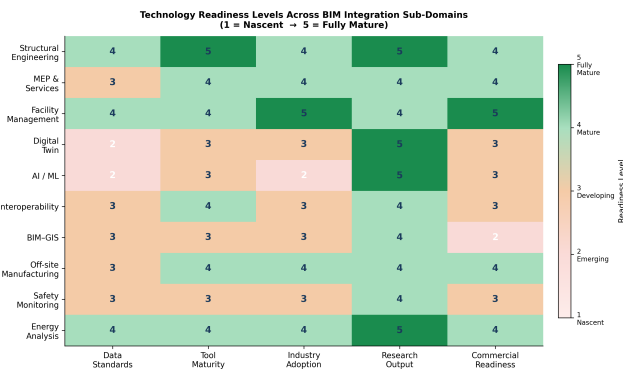 Technology Readiness Levels Across BIM Integration Sub-Domains
(1 = Nascent → 5 = Fully Mature)
Structural
Engineering
4 5 4 5 4
MEP &
Services
3 4 4 4 4
Facility
Management
4 4 5 4 5
Digital
Twin
2 3 3 5 3
AI / ML
2 3 2 5 3
nteroperability
3 4 3 4 3
BIM–GIS
3 3 3 4 2
Off-site
Manufacturing
3 4 4 4 4
Safety
Monitoring
3 3 3 4 3
Energy
Analysis
4 4 4 5 4
Data
Standards
Tool
Maturity
Industry
Adoption
Research
Output
Commercial
Readiness
5
Fully
Mature
4
Mature
3
Developing
2
Emerging
1
Nascent
Readiness Level